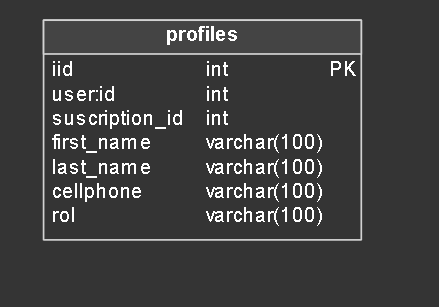 profiles
iid int PK
user:id int
suscription_id int
first_name varchar(100)
last_name varchar(100)
cellphone varchar(100)
rol varchar(100)